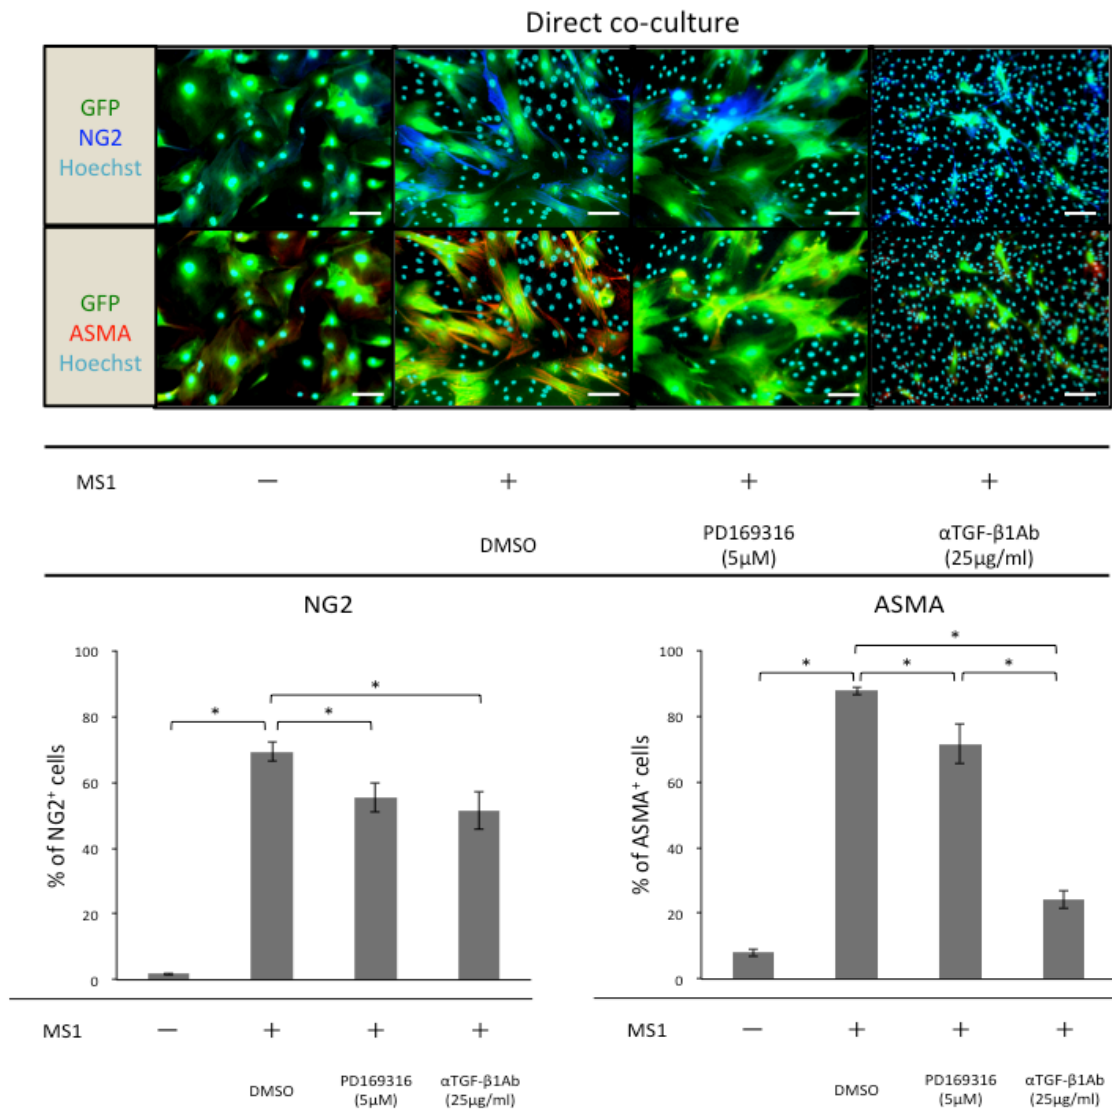 Direct co-culture
GFP
NG2
Hoechst
GFP
ASMA
Hoechst
MS1 — + + +
DMSO PD169316 (5μM) αTGF-β1Ab (25μg/ml)
NG2
% of NG2⁺ cells
100
80
60
40
20
0
* * *
MS1 — + + +
DMSO PD169316 (5μM) αTGF-β1Ab (25μg/ml)
ASMA
% of ASMA⁺ cells
100
80
60
40
20
0
* * * *
MS1 — + + +
DMSO PD169316 (5μM) αTGF-β1Ab (25μg/ml)